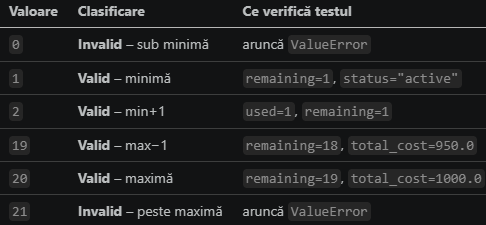 Valoare Clasificare Ce verifică testul
0 Invalid – sub minimă aruncă ValueError
1 Valid – minimă remaining=1, status="active"
2 Valid – min+1 used=1, remaining=1
19 Valid – max−1 remaining=18, total_cost=950.0
20 Valid – maximă remaining=19, total_cost=1000.0
21 Invalid – peste maximă aruncă ValueError